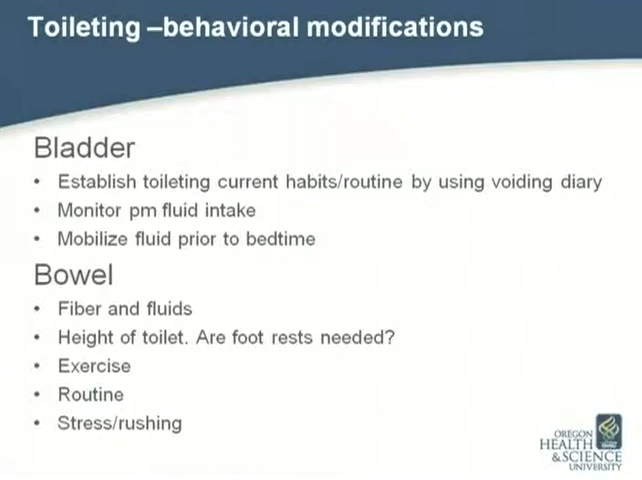 Toileting –behavioral modifications
Bladder
• Establish toileting current habits/routine by using voiding diary
• Monitor pm fluid intake
• Mobilize fluid prior to bedtime
Bowel
• Fiber and fluids
• Height of toilet. Are foot rests needed?
• Exercise
• Routine
• Stress/rushing
OREGON
HEALTH
& SCIENCE
UNIVERSITY